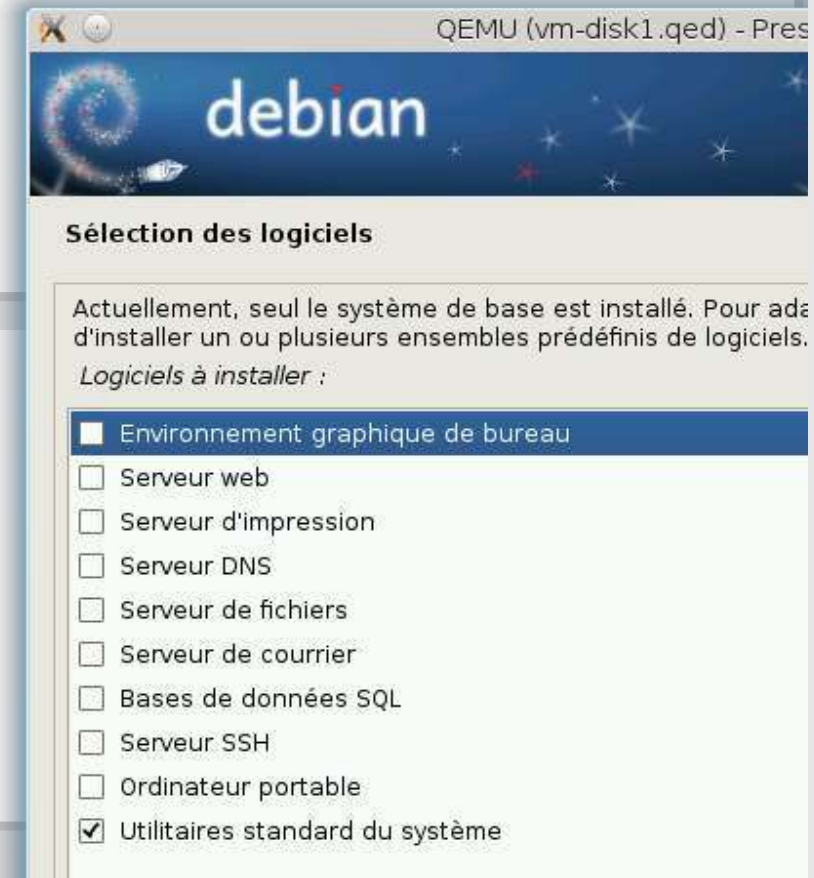 QEMU (vm-disk1.qed) - Pres
debian
Sélection des logiciels
Actuellement, seul le système de base est installé. Pour ada
d'installer un ou plusieurs ensembles prédéfinis de logiciels.
Logiciels à installer :
Environnement graphique de bureau
Serveur web
Serveur d'impression
Serveur DNS
Serveur de fichiers
Serveur de courrier
Bases de données SQL
Serveur SSH
Ordinateur portable
Utilitaires standard du système